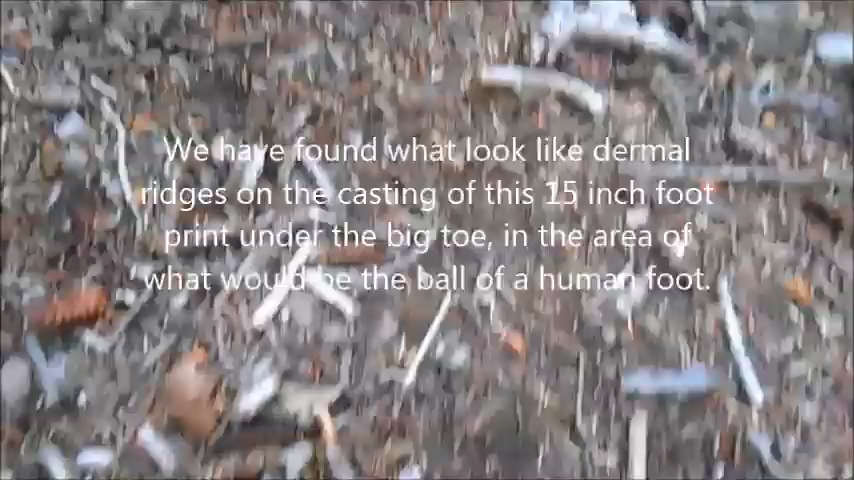 We have found what look like dermal
ridges on the casting of this 15 inch foot
print under the big toe, in the area of
what would be the ball of a human foot.